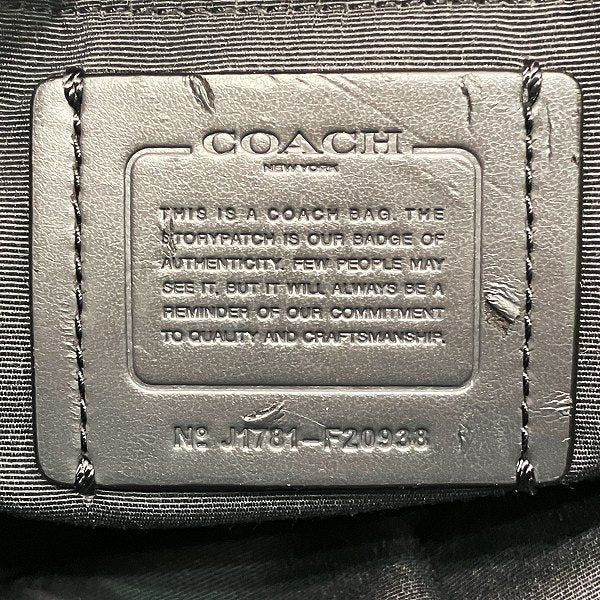 COACH
NEW YORK
THIS IS A COACH BAG. THE
STORYPATCH IS OUR BADGE OF
AUTHENTICITY. FEW PEOPLE MAY
SEE IT, BUT IT WILL ALWAYS BE A
REMINDER OF OUR COMMITMENT
TO QUALITY AND CRAFTSMANSHIP.
Nº J1781-F20938